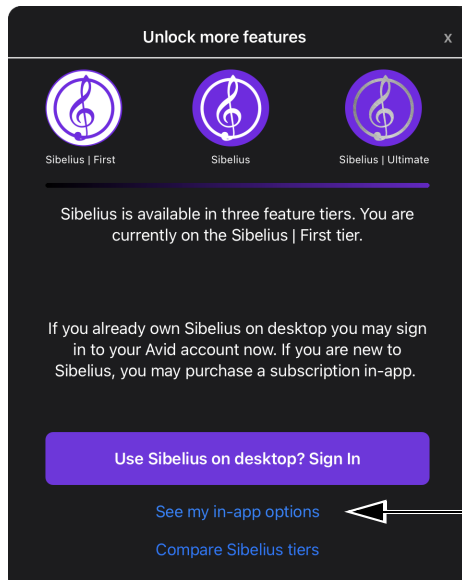 Unlock more features
x
Sibelius | First
Sibelius
Sibelius | Ultimate
Sibelius is available in three feature tiers. You are
currently on the Sibelius | First tier.
If you already own Sibelius on desktop you may sign
in to your Avid account now. If you are new to
Sibelius, you may purchase a subscription in-app.
Use Sibelius on desktop? Sign In
See my in-app options
Compare Sibelius tiers